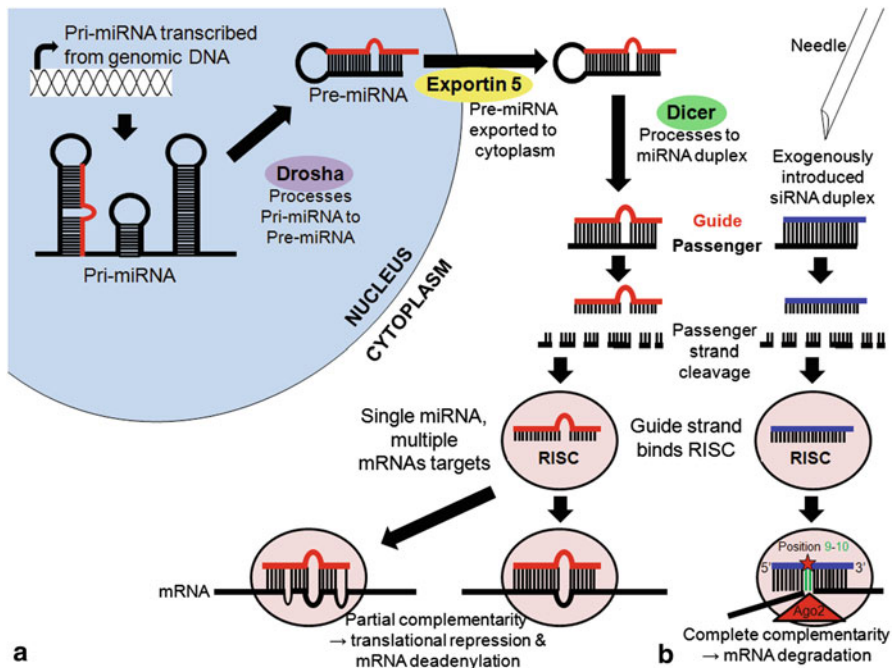 Pri-miRNA transcribed
from genomic DNA
Pri-miRNA
Drosha
Processes
Pri-miRNA to
Pre-miRNA
Pre-miRNA
NUCLEUS
CYTOPLASM
Exportin 5
Pre-miRNA
exported to
cytoplasm
Dicer
Processes to
miRNA duplex
Needle
Exogenously
introduced
siRNA duplex
Guide
Passenger
Passenger
strand
cleavage
Single miRNA,
multiple
mRNAs targets
RISC
Guide strand
binds RISC
RISC
mRNA
Partial complementarity
→ translational repression &
mRNA deadenylation
Position 9-10
5'
3'
Ago2
Complete complementarity
→ mRNA degradation
a
b